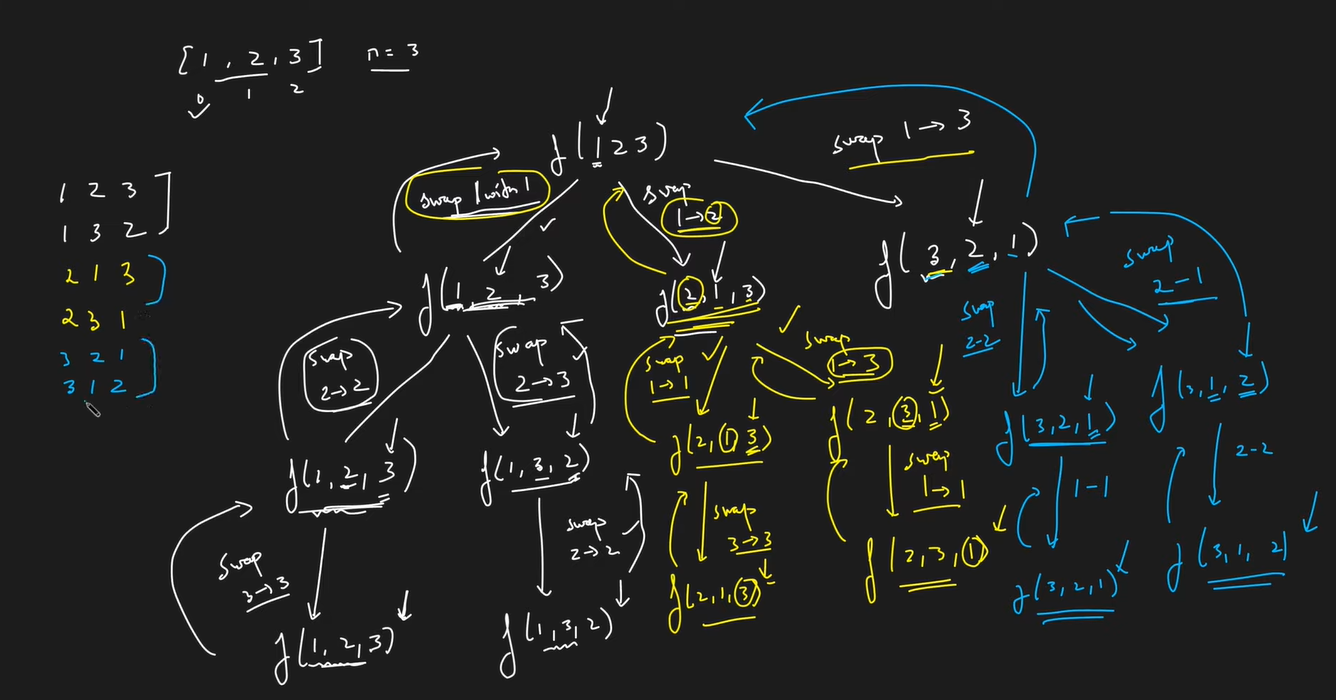 [1, 2, 3] n = 3
0 1 2
swap 1 → 3
f(1 2 3)
1 2 3
swap 1 with 1
swap
1 → 2
1 3 2
f(3, 2, 1)
swap
2 - 1
2 1 3
f(1, 2, 3)
f(2, 1, 3)
2 3 1
swap
2 - 2
3 2 1
swap
2 → 2
swap
2 → 3
swap
1 → 1
swap
1 → 3
3 1 2
f(3, 1, 2)
f(1, 2, 3)
f(1, 3, 2)
f(2, 1, 3)
f(2, 3, 1)
f(3, 2, 1)
swap
3 → 3
swap
2 → 2
swap
3 → 3
swap
1 → 1
1 - 1
2 - 2
f(1, 2, 3)
f(1, 3, 2)
f(2, 1, 3)
f(2, 3, 1)
f(3, 2, 1)
f(3, 1, 2)